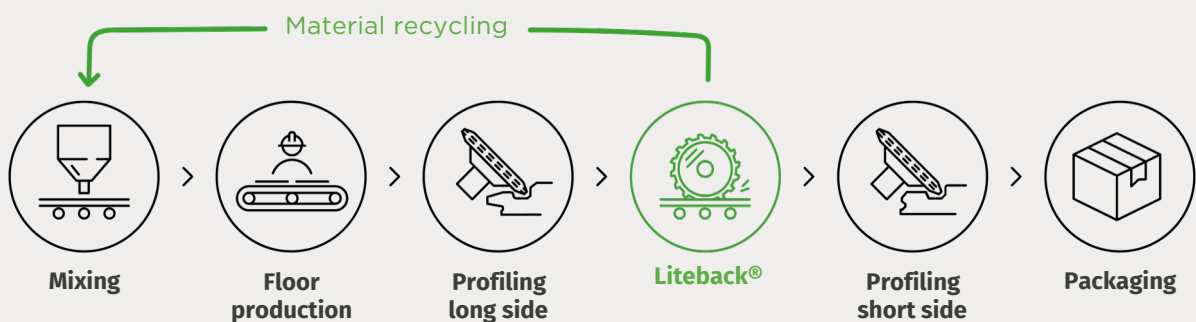 Material recycling
Mixing
Floor
production
Profiling
long side
Liteback®
Profiling
short side
Packaging